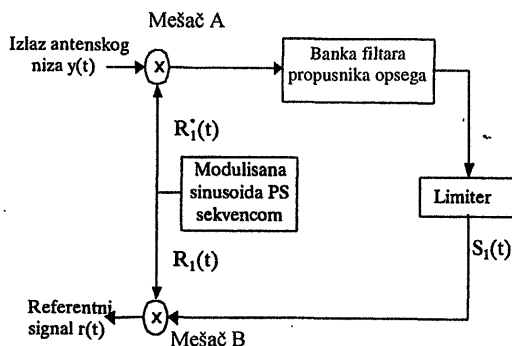 Mešač A
Izlaz antenskog
niza y(t)
x
Banka filtara
propusnika opsega
R₁*(t)
Modulisana
sinusoida PS
sekvencom
Limiter
R₁(t)
S₁(t)
Referentni
signal r(t)
x
Mešač B